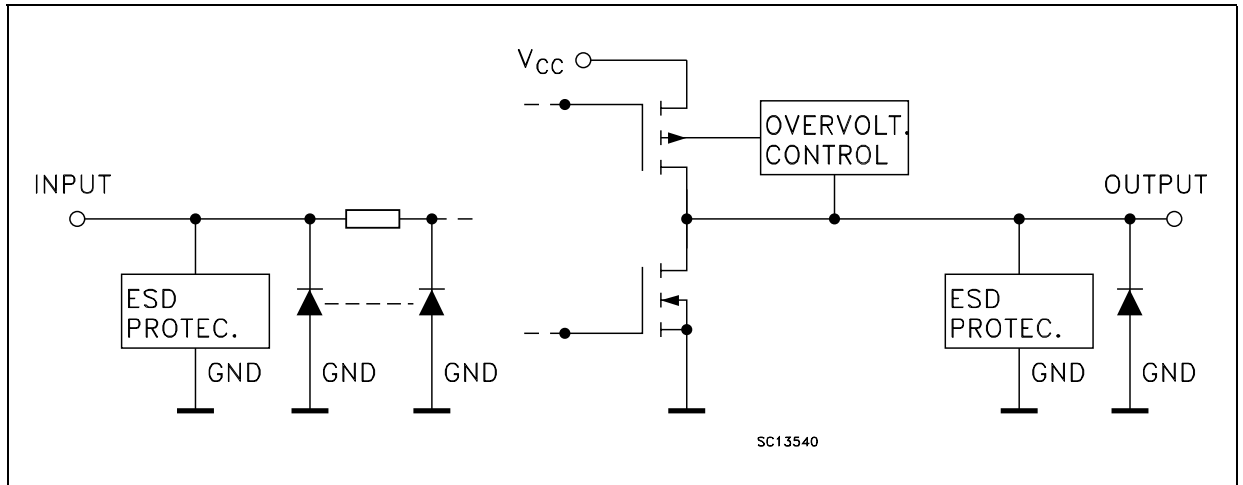 VCC
OVERVOLT.
CONTROL
INPUT
OUTPUT
ESD
PROTEC.
ESD
PROTEC.
GND
GND
GND
GND
GND
SC13540